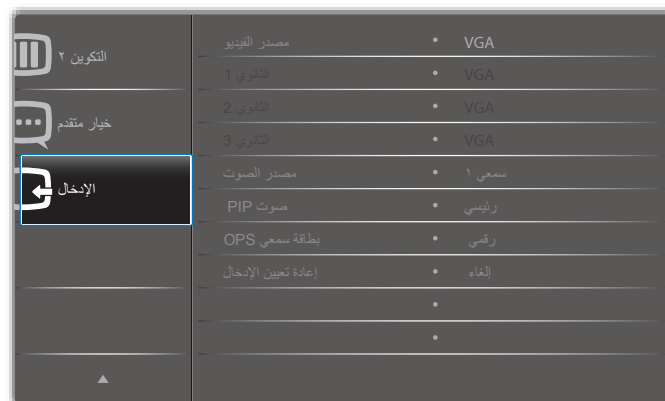 التكوين ٢
خيار متقدم
الإدخال
مصدر الفيديو • VGA
الثانوي 1 • VGA
الثانوي 2 • VGA
الثانوي 3 • VGA
مصدر الصوت • سمعي ١
صوت PIP • رئيسي
بطاقة سمعي OPS • رقمي
إعادة تعيين الإدخال • إلغاء